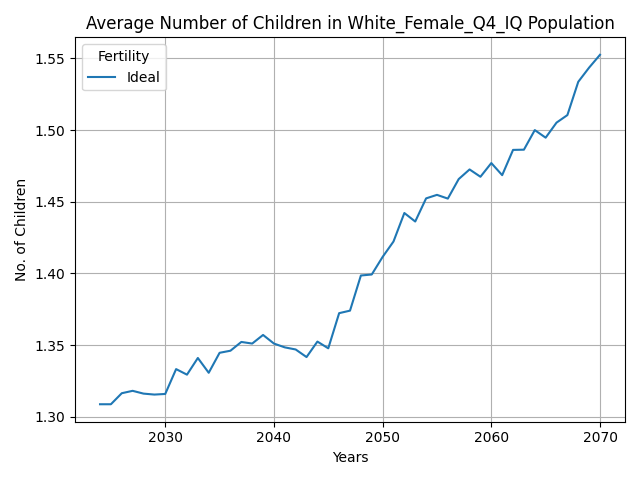 Average Number of Children in White_Female_Q4_IQ Population
Fertility
Ideal
No. of Children
1.55
1.50
1.45
1.40
1.35
1.30
2030
2040
2050
2060
2070
Years